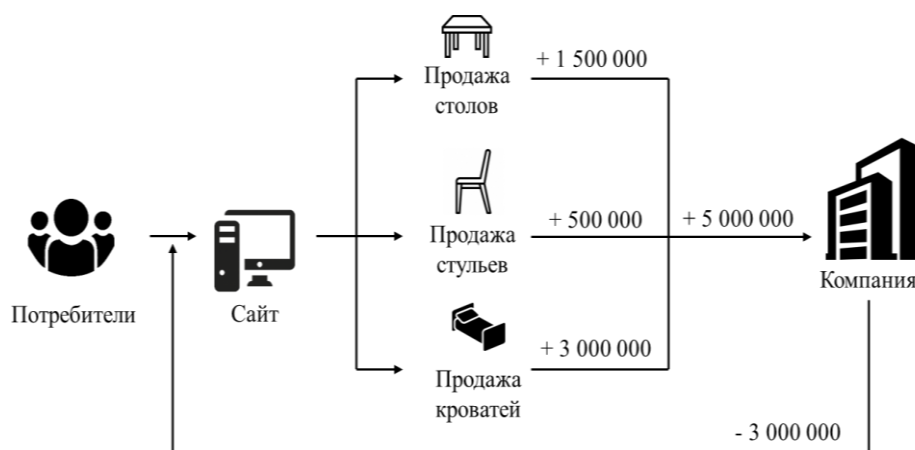 + 1 500 000
Продажа
столов
+ 500 000
+ 5 000 000
Продажа
стульев
Компания
Потребители
Сайт
+ 3 000 000
Продажа
кроватей
- 3 000 000